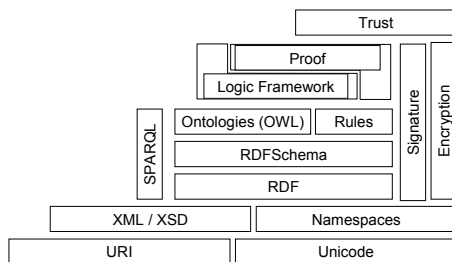 Trust
Proof
Logic Framework
Signature
Encryption
SPARQL
Ontologies (OWL)
Rules
RDFSchema
RDF
XML / XSD
Namespaces
URI
Unicode